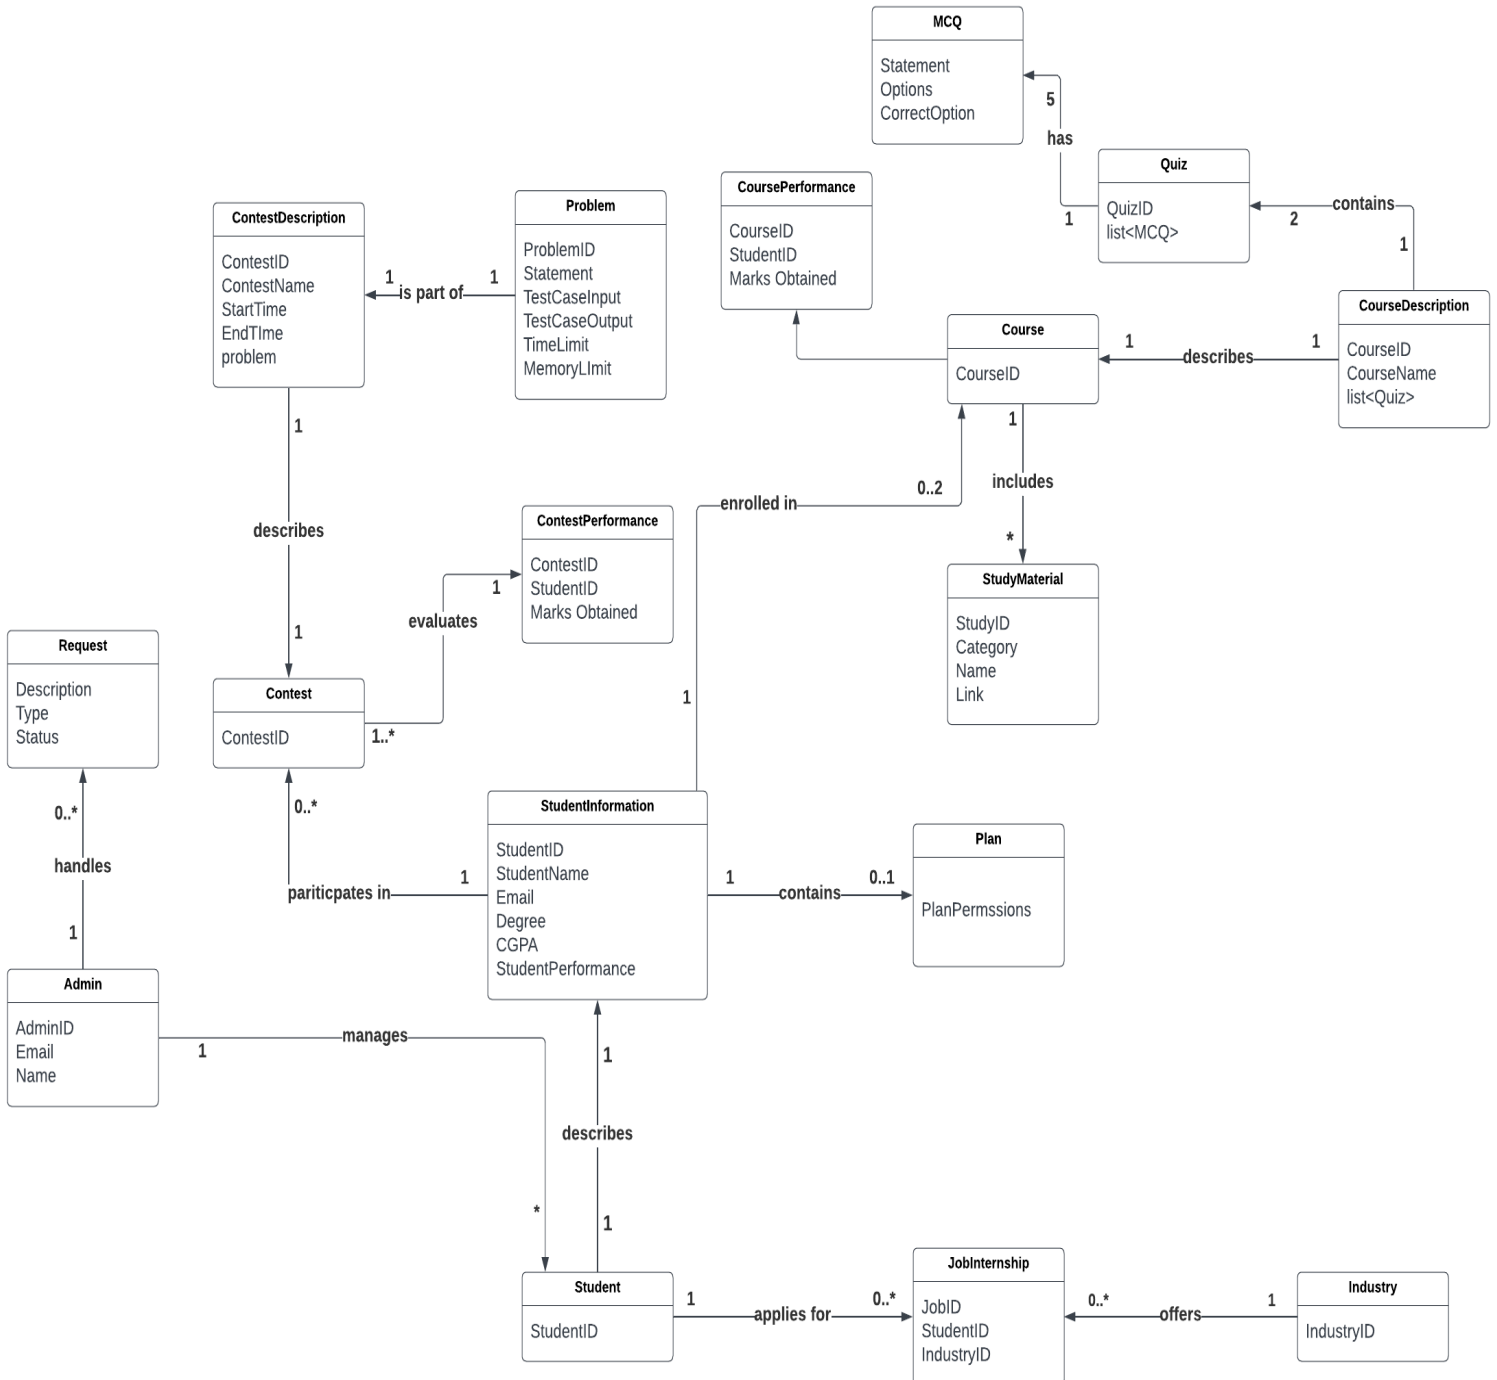 MCQ
Statement
Options
CorrectOption
5
has
1
Quiz
QuizID
list<MCQ>
contains
2
1
CoursePerformance
CourseID
StudentID
Marks Obtained
ContestDescription
ContestID
ContestName
StartTime
EndTIme
problem
Problem
ProblemID
Statement
TestCaseInput
TestCaseOutput
TimeLimit
MemoryLImit
1
is part of
1
CourseDescription
CourseID
CourseName
list<Quiz>
Course
CourseID
1
describes
1
1
includes
*
enrolled in
0..2
1
StudyMaterial
StudyID
Category
Name
Link
1
describes
1
ContestPerformance
ContestID
StudentID
Marks Obtained
evaluates
1
1..*
Request
Description
Type
Status
Contest
ContestID
0..*
handles
1
0..*
pariticpates in
1
StudentInformation
StudentID
StudentName
Email
Degree
CGPA
StudentPerformance
1
contains
0..1
Plan
PlanPermssions
Admin
AdminID
Email
Name
1
manages
*
1
describes
1
Student
StudentID
1
applies for
0..*
JobInternship
JobID
StudentID
IndustryID
0..*
offers
1
Industry
IndustryID